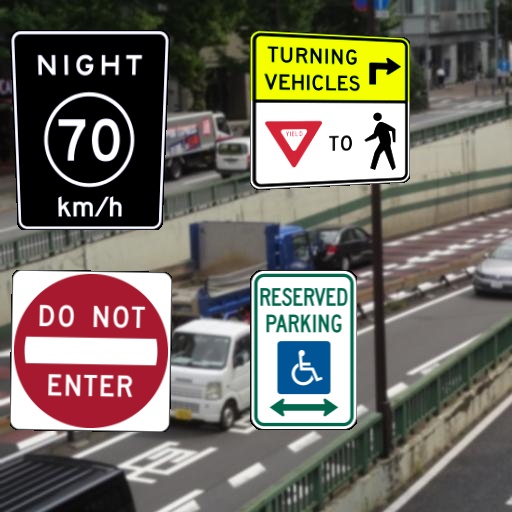 NIGHT
70
km/h
TURNING
VEHICLES
YIELD
TO
DO NOT
ENTER
RESERVED
PARKING